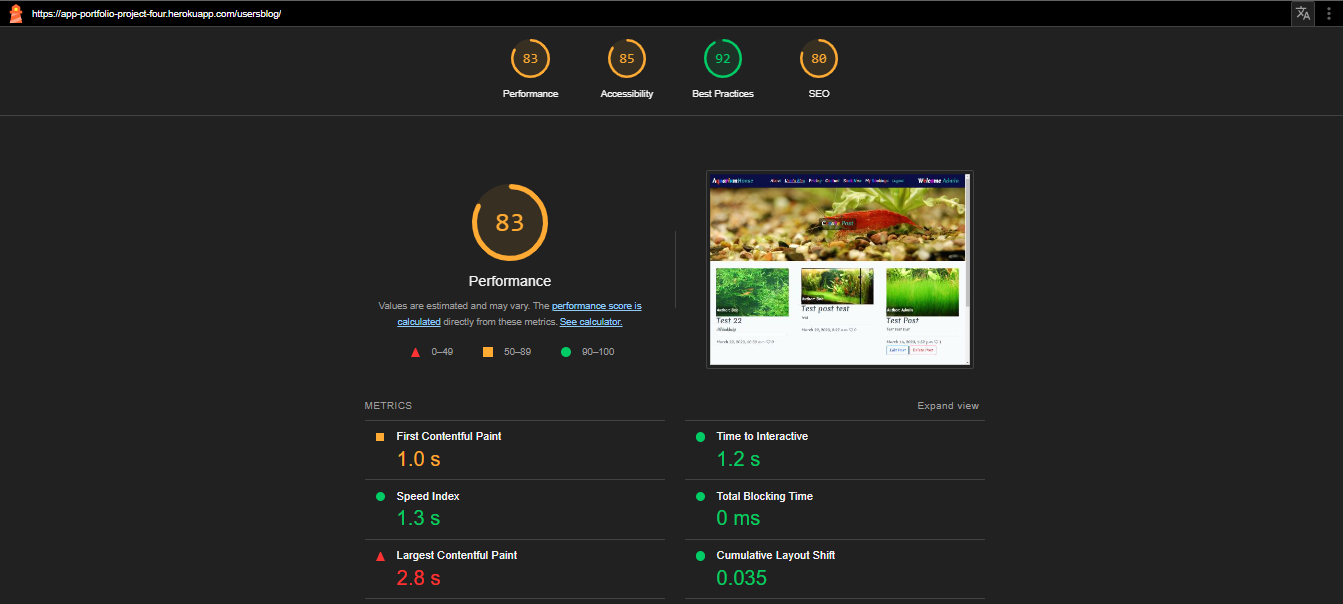 https://app-portfolio-project-four.herokuapp.com/usersblog/
83 85 92 80
Performance Accessibility Best Practices SEO
83
Performance
Values are estimated and may vary. The performance score is
calculated directly from these metrics. See calculator.
0–49 50–89 90–100
Welcome Admin
Test 22
Test post test
Test Post
Edit Post Delete Post
METRICS
Expand view
First Contentful Paint
1.0 s
Time to Interactive
1.2 s
Speed Index
1.3 s
Total Blocking Time
0 ms
Largest Contentful Paint
2.8 s
Cumulative Layout Shift
0.035